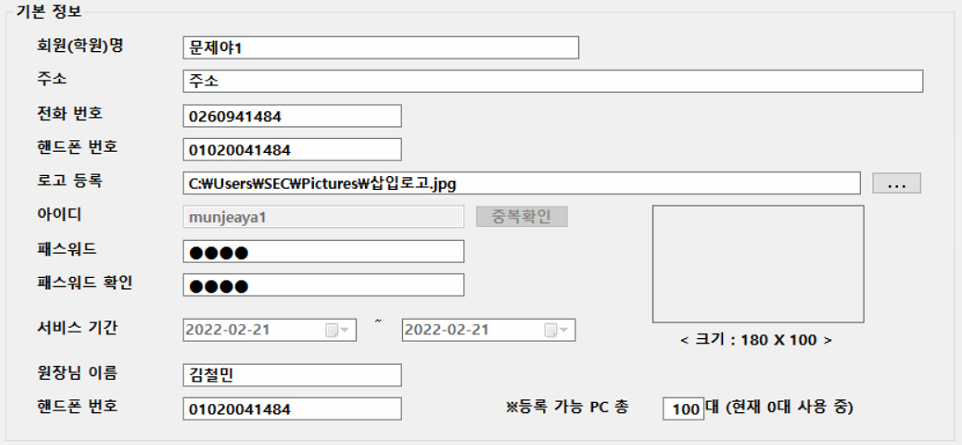 기본 정보
회원(학원)명 문제야1
주소 주소
전화 번호 0260941484
핸드폰 번호 01020041484
로고 등록 C:₩Users₩SEC₩Pictures₩삽입로고.jpg ...
아이디 munjeaya1 중복확인
패스워드 ●●●●
패스워드 확인 ●●●●
서비스 기간 2022-02-21 ~ 2022-02-21
< 크기 : 180 X 100 >
원장님 이름 김철민
핸드폰 번호 01020041484 ※등록 가능 PC 총 100 대 (현재 0대 사용 중)